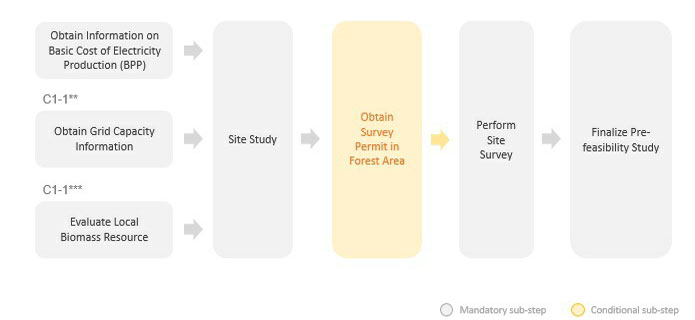 Obtain Information on
Basic Cost of Electricity
Production (BPP)
C1-1**
Obtain Grid Capacity
Information
C1-1***
Evaluate Local
Biomass Resource
Site Study
Obtain
Survey
Permit in
Forest Area
Perform
Site
Survey
Finalize Pre-
feasibility Study
Mandatory sub-step
Conditional sub-step